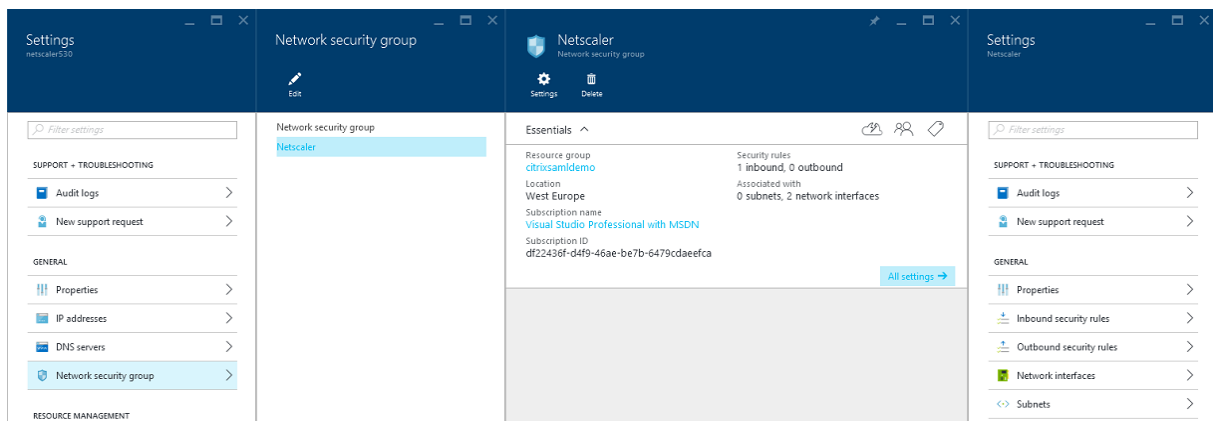 Settings
netscaler530
Filter settings
SUPPORT + TROUBLESHOOTING
Audit logs
New support request
GENERAL
Properties
IP addresses
DNS servers
Network security group
RESOURCE MANAGEMENT
Network security group
Edit
Network security group
Netscaler
Netscaler
Network security group
Settings
Delete
Essentials
Resource group
citrixsamldemo
Location
West Europe
Subscription name
Visual Studio Professional with MSDN
Subscription ID
df22436f-d4f9-46ae-be7b-6479cdaeefca
Security rules
1 inbound, 0 outbound
Associated with
0 subnets, 2 network interfaces
All settings →
Settings
Netscaler
Filter settings
SUPPORT + TROUBLESHOOTING
Audit logs
New support request
GENERAL
Properties
Inbound security rules
Outbound security rules
Network interfaces
Subnets